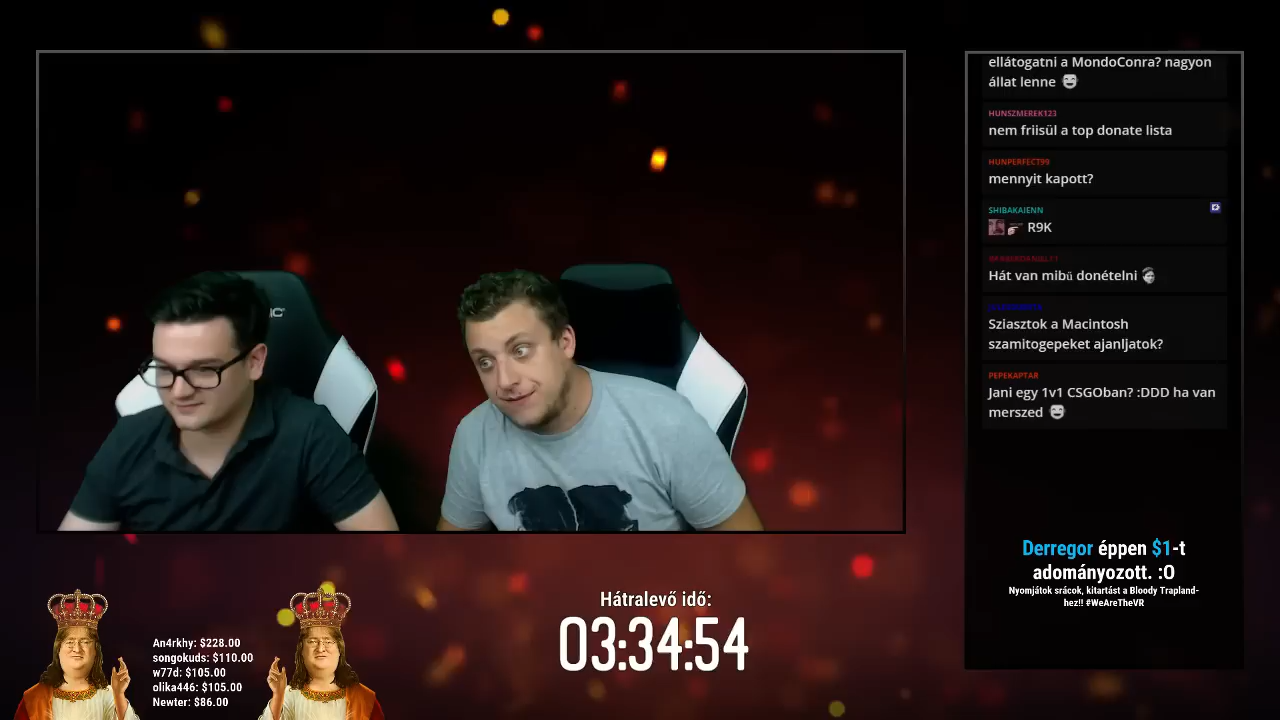 ellátogatni a MondoConra? nagyon
állat lenne
HUNSZMEREK123
nem friisül a top donate lista
HUNPERFECT99
mennyit kapott?
SHIBAKAIENN
R9K
Hát van mibű donételni
Sziasztok a Macintosh
szamitogepeket ajanljatok?
PEPEKAPTAR
Jani egy 1v1 CSGOban? :DDD ha van
merszed
Derregor éppen $1-t
adományozott. :O
Nyomjátok srácok, kitartást a Bloody Trapland-
hez!! #WeAreTheVR
Hátralevő idő:
03:34:54
An4rkhy: $228.00
songokuds: $110.00
w77d: $105.00
olika446: $105.00
Newter: $86.00